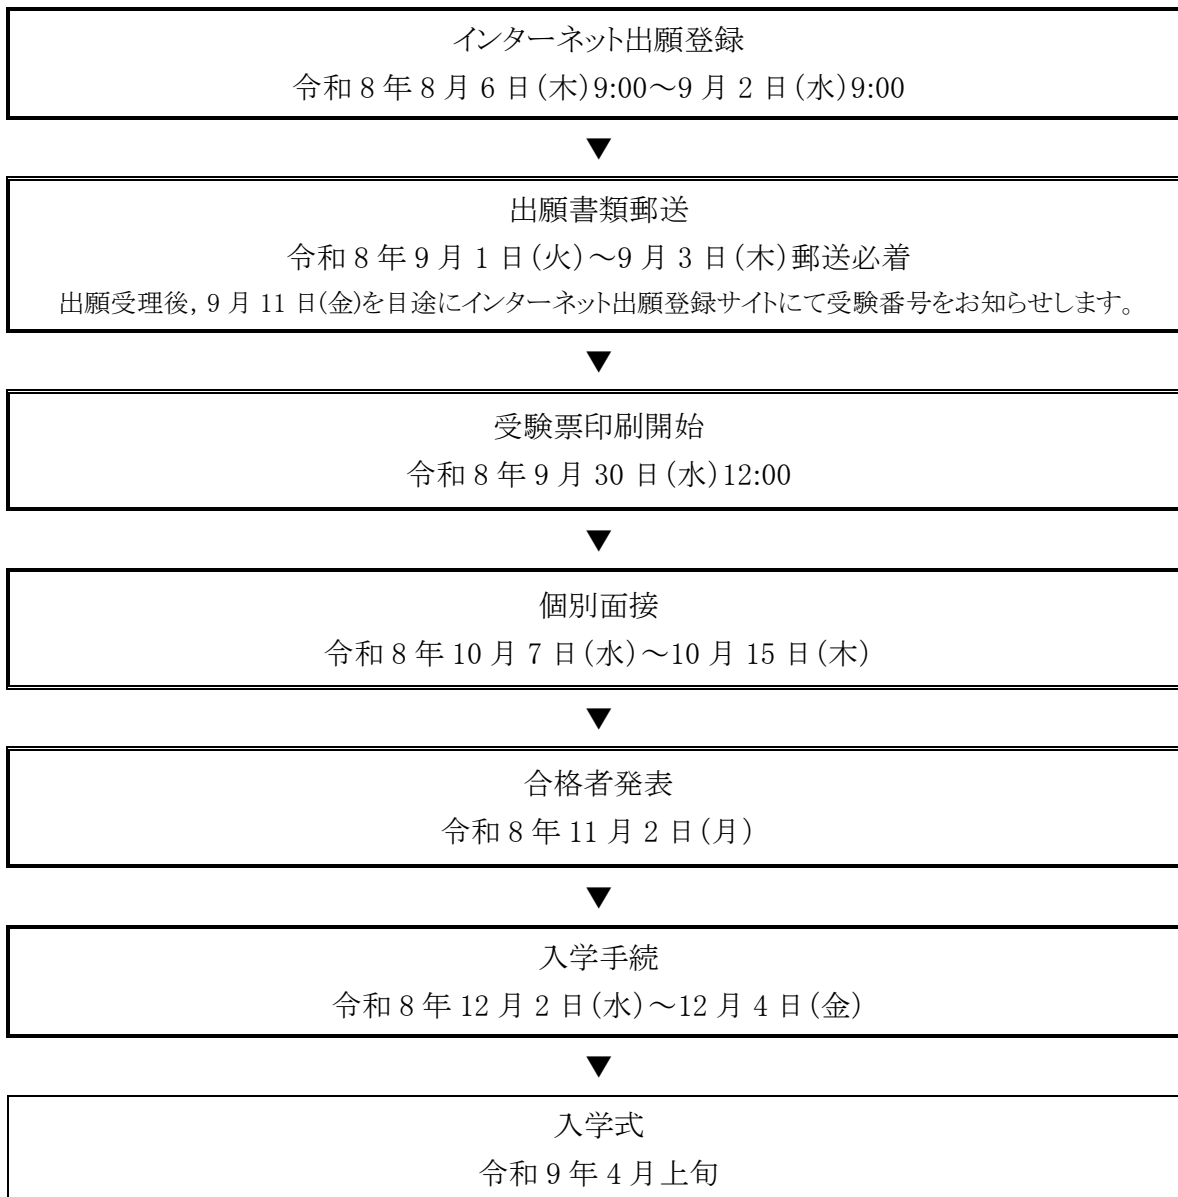 インターネット出願登録
令和8年8月6日(木)9:00～9月2日(水)9:00
▼
出願書類郵送
令和8年9月1日(火)～9月3日(木)郵送必着
出願受理後，9月11日(金)を目途にインターネット出願登録サイトにて受験番号をお知らせします。
▼
受験票印刷開始
令和8年9月30日(水)12:00
▼
個別面接
令和8年10月7日(水)～10月15日(木)
▼
合格者発表
令和8年11月2日(月)
▼
入学手続
令和8年12月2日(水)～12月4日(金)
▼
入学式
令和9年4月上旬